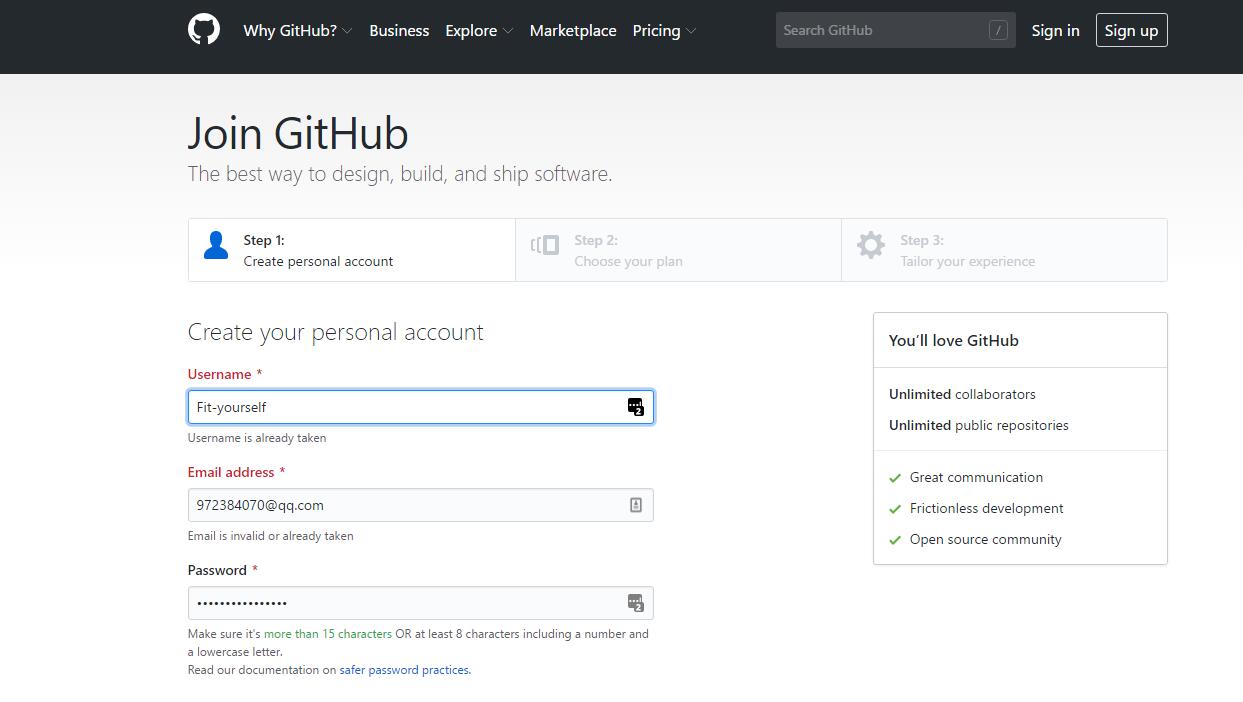 Why GitHub? Business Explore Marketplace Pricing Search GitHub / Sign in Sign up
Join GitHub
The best way to design, build, and ship software.
Step 1:
Create personal account
Step 2:
Choose your plan
Step 3:
Tailor your experience
Create your personal account
Username *
Fit-yourself
2
Username is already taken
Email address *
972384070@qq.com
Email is invalid or already taken
Password *
••••••••••••••••
2
Make sure it's more than 15 characters OR at least 8 characters including a number and
a lowercase letter.
Read our documentation on safer password practices.
You’ll love GitHub
Unlimited collaborators
Unlimited public repositories
Great communication
Frictionless development
Open source community